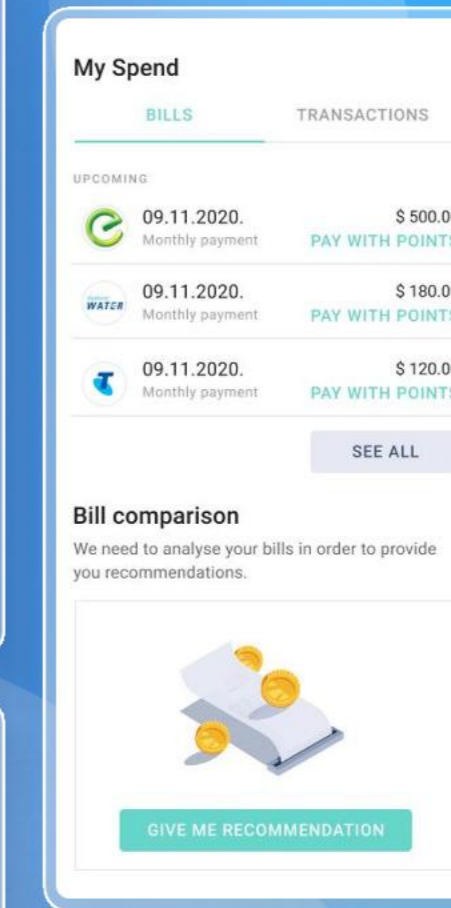 My Spend
BILLS TRANSACTIONS
UPCOMING
09.11.2020. $ 500.0
Monthly payment PAY WITH POINTS
WATER
09.11.2020. $ 180.0
Monthly payment PAY WITH POINTS
09.11.2020. $ 120.0
Monthly payment PAY WITH POINTS
SEE ALL
Bill comparison
We need to analyse your bills in order to provide
you recommendations.
GIVE ME RECOMMENDATION